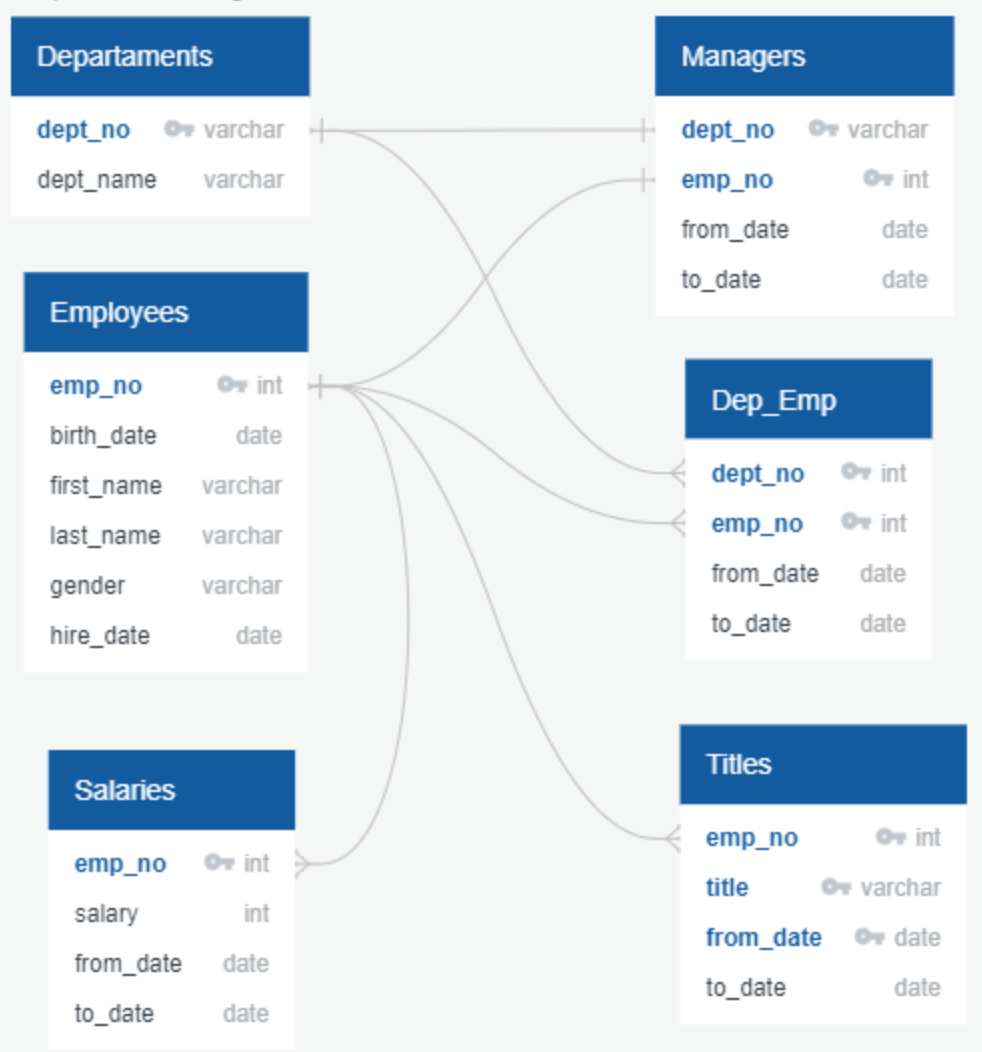 Departaments
dept_no varchar
dept_name varchar
Managers
dept_no varchar
emp_no int
from_date date
to_date date
Employees
emp_no int
birth_date date
first_name varchar
last_name varchar
gender varchar
hire_date date
Dep_Emp
dept_no int
emp_no int
from_date date
to_date date
Salaries
emp_no int
salary int
from_date date
to_date date
Titles
emp_no int
title varchar
from_date date
to_date date